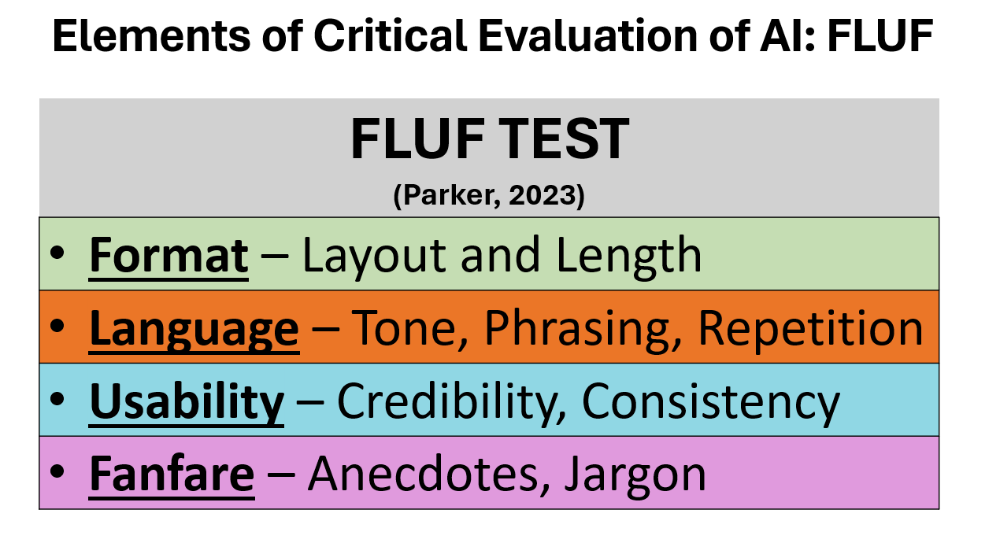 Elements of Critical Evaluation of AI: FLUF
FLUF TEST
(Parker, 2023)
• Format – Layout and Length
• Language – Tone, Phrasing, Repetition
• Usability – Credibility, Consistency
• Fanfare – Anecdotes, Jargon